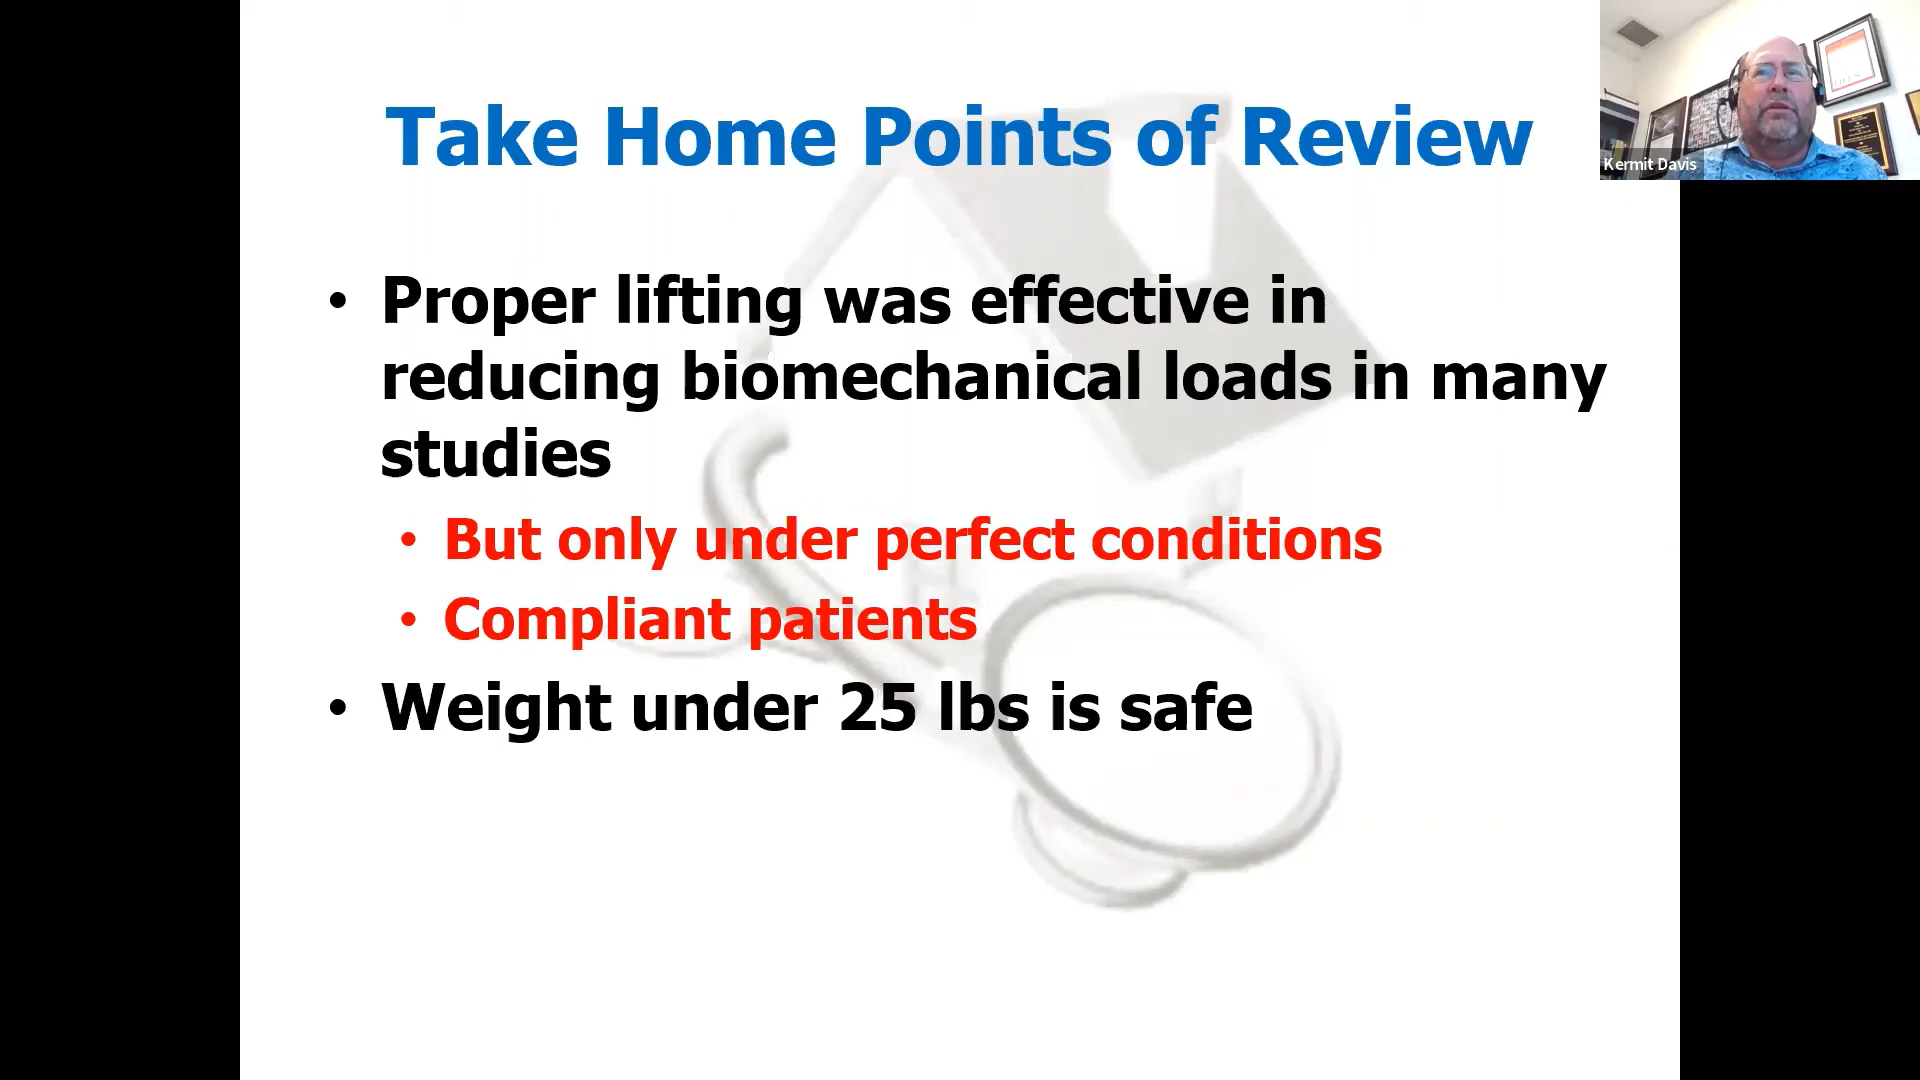 Take Home Points of Review
Kermit Davis
• Proper lifting was effective in
reducing biomechanical loads in many
studies
• But only under perfect conditions
• Compliant patients
• Weight under 25 lbs is safe